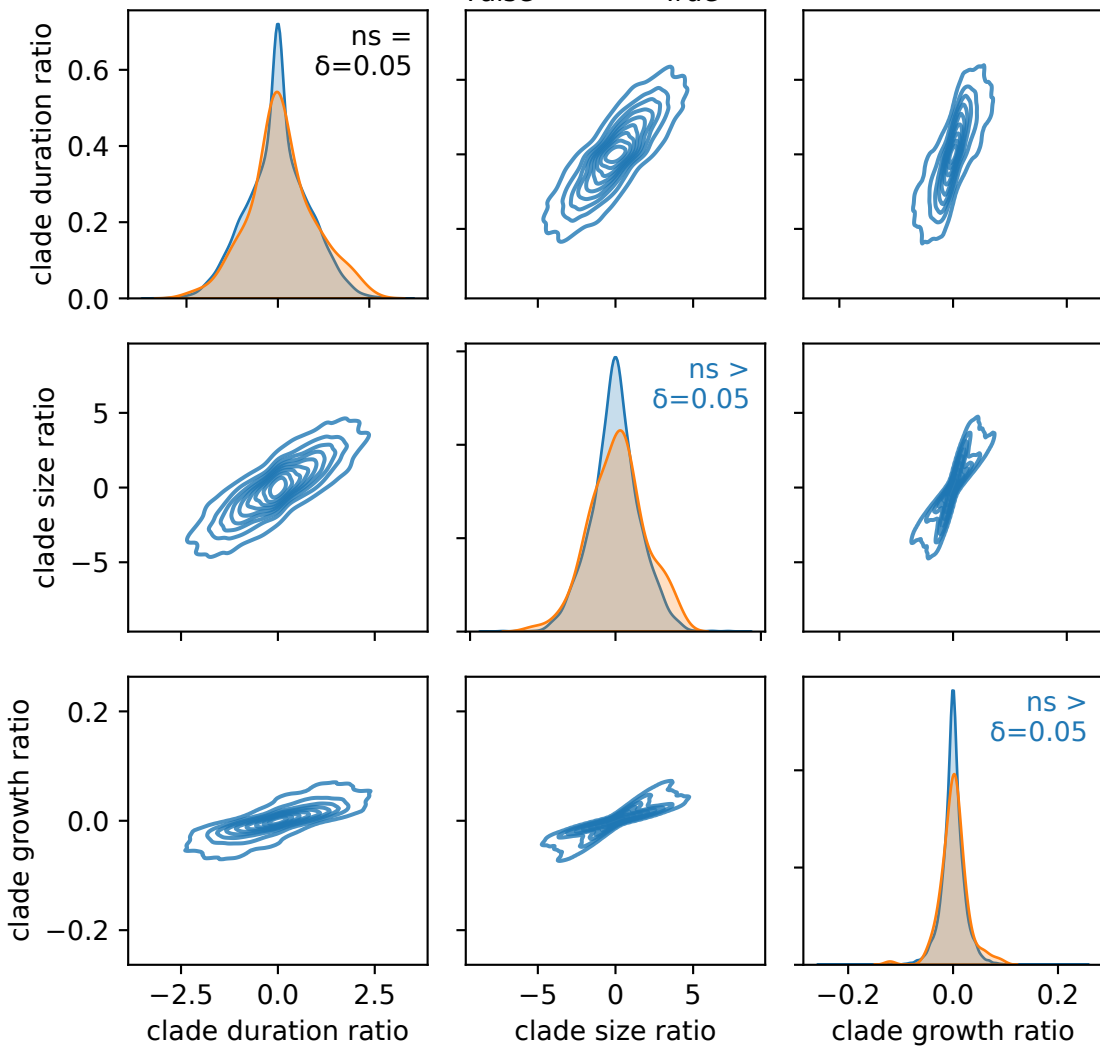 clade duration ratio
0.6
0.4
0.2
0.0
ns =
δ=0.05
clade size ratio
5
0
−5
ns >
δ=0.05
clade growth ratio
0.2
0.0
−0.2
ns >
δ=0.05
−2.5 0.0 2.5
−5 0 5
−0.2 0.0 0.2
clade duration ratio
clade size ratio
clade growth ratio